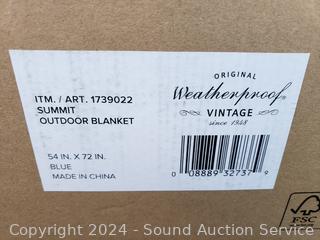 ITM. / ART. 1739022
SUMMIT
OUTDOOR BLANKET
54 IN. X 72 IN.
BLUE
MADE IN CHINA
ORIGINAL
Weatherproof®
VINTAGE
since 1948
0 08889 32737 9
FSC
Copyright 2024 - Sound Auction Service